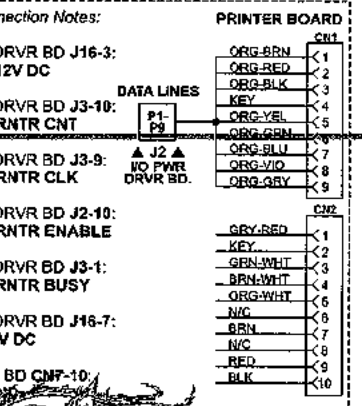 nection Notes:
DRVR BD J16-3:
12V DC
DRVR BD J3-10:
RNTR CNT
DRVR BD J3-9:
RNTR CLK
DRVR BD J2-10:
RNTR ENABLE
DRVR BD J3-1:
RNTR BUSY
DRVR BD J16-7:
V DC
BD CN7-10:
DATA LINES
P1-
P9
▲ J2 ▲
I/O PWR
DRVR BD.
PRINTER BOARD
CN1
ORG-BRN 1
ORG-RED 2
ORG-BLK 3
KEY 4
ORG-YEL 5
ORG-GRN 6
ORG-BLU 7
ORG-VIO 8
ORG-GRY 9
CN2
GRY-RED 1
KEY 2
GRN-WHT 3
BRN-WHT 4
ORG-WHT 5
N/C 6
BRN 7
N/C 8
RED 9
BLK 10